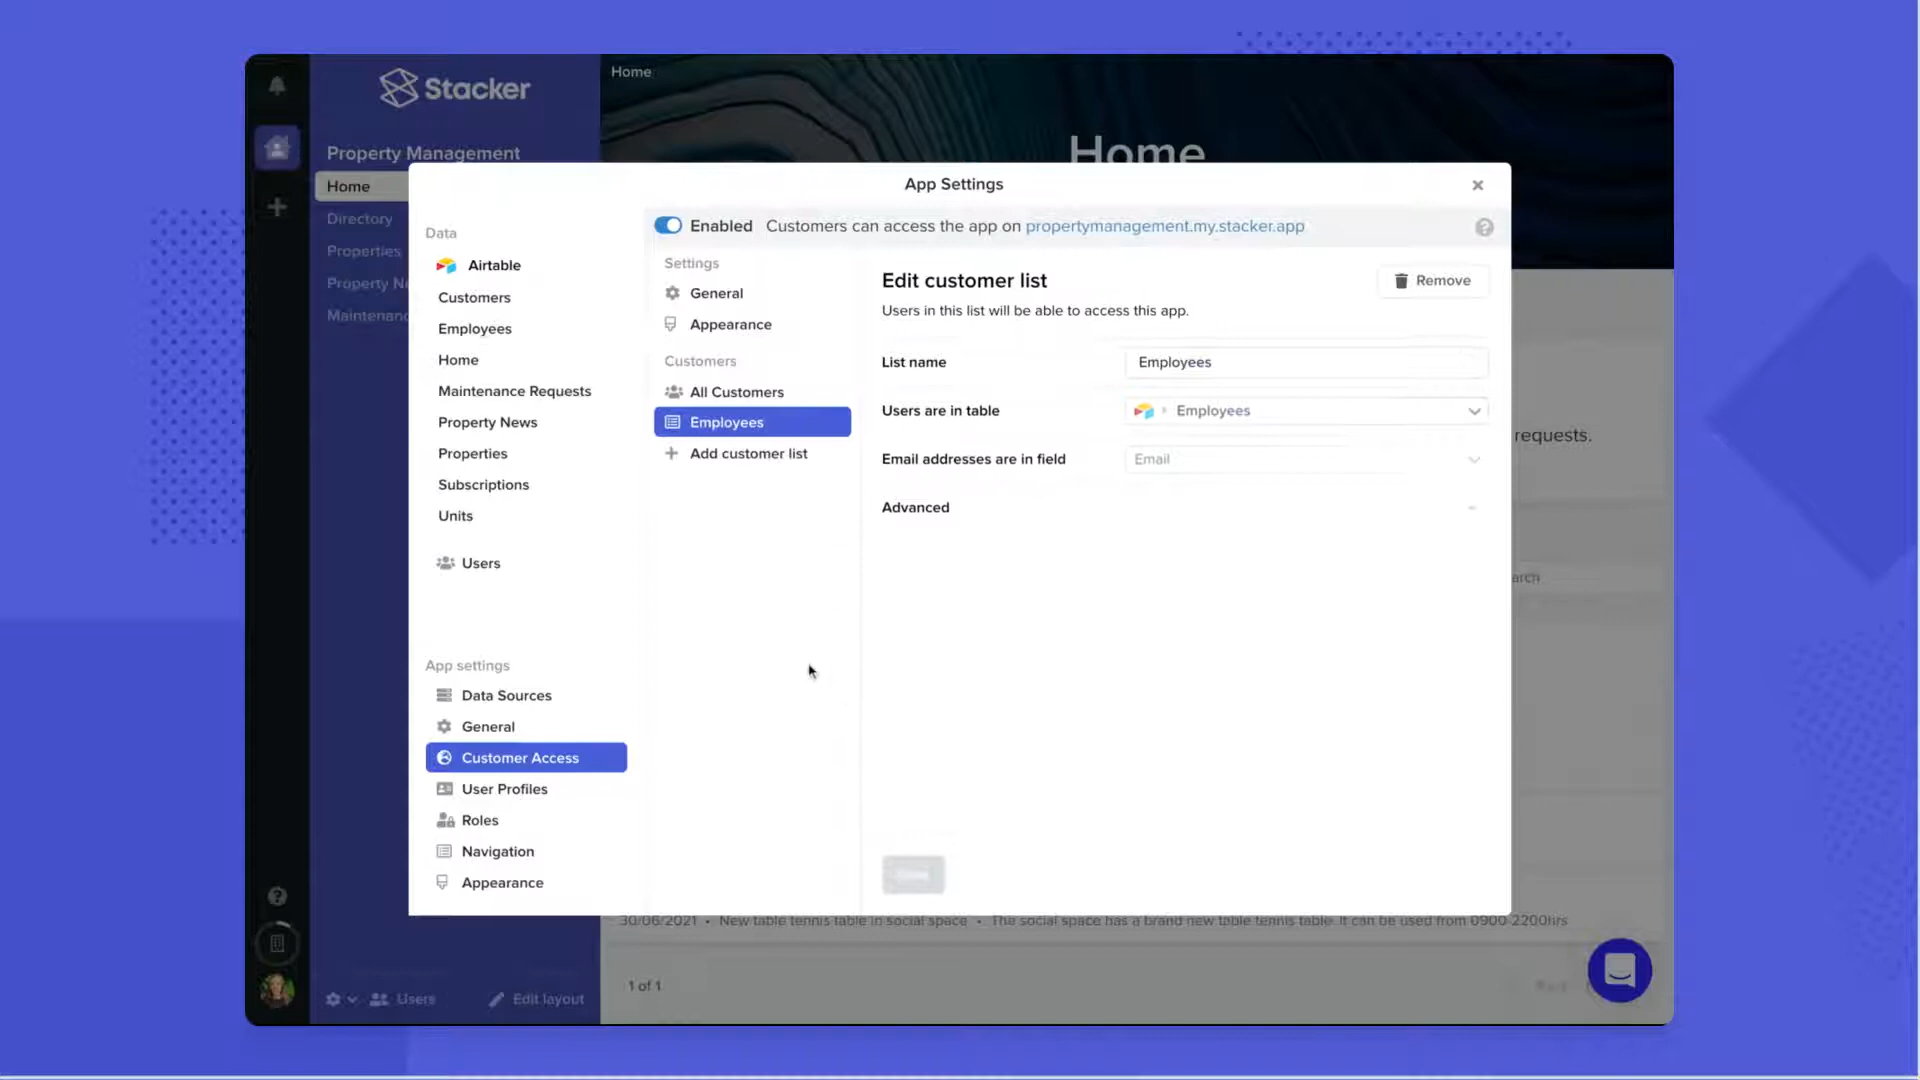 Stacker
Home
Home
Property Management
Home
Directory
Properties
Property N
Maintenanc
App Settings
Data
Airtable
Customers
Employees
Home
Maintenance Requests
Property News
Properties
Subscriptions
Units
Users
App settings
Data Sources
General
Customer Access
User Profiles
Roles
Navigation
Appearance
Enabled Customers can access the app on propertymanagement.my.stacker.app
Settings
General
Appearance
Customers
All Customers
Employees
Add customer list
Edit customer list
Remove
Users in this list will be able to access this app.
List name Employees
Users are in table Employees
Email addresses are in field Email
Advanced
requests.
arch
30/06/2021 • New table tennis table in social space • The social space has a brand new table tennis table. It can be used from 0900-2200hrs
1 of 1
Users
Edit layout